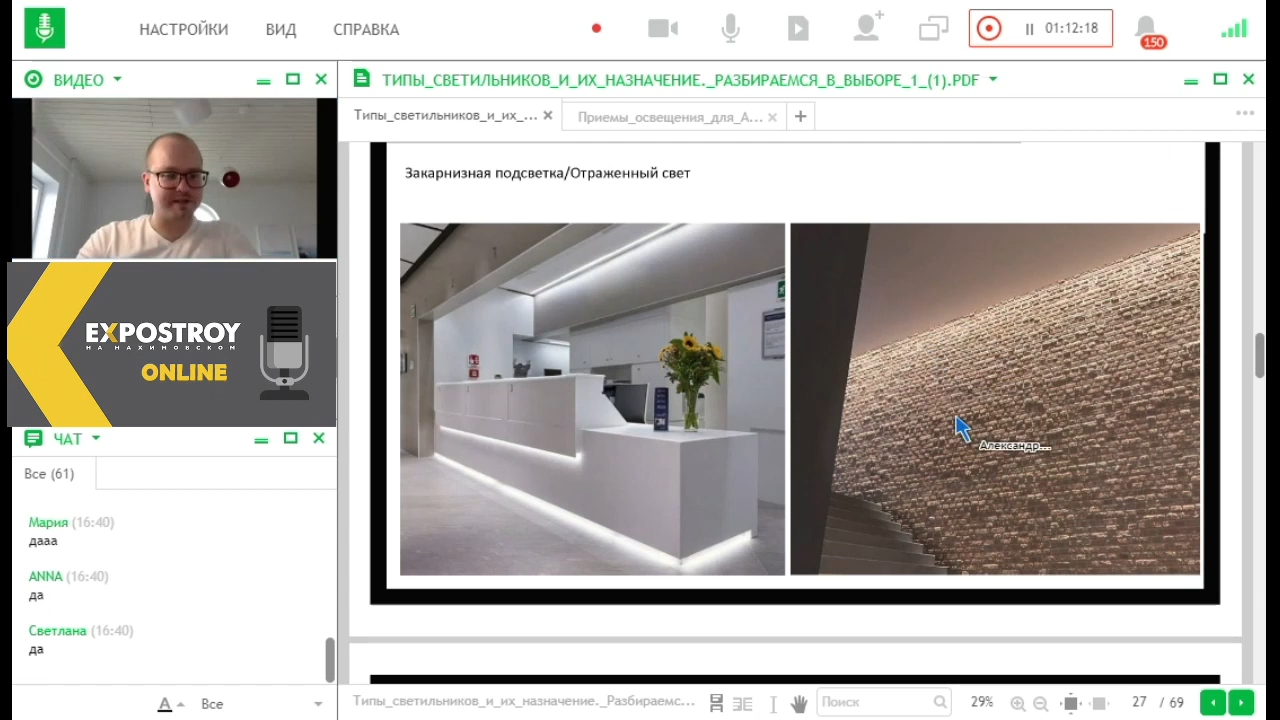 НАСТРОЙКИ ВИД СПРАВКА
01:12:18
150
ВИДЕО
ТИПЫ_СВЕТИЛЬНИКОВ_И_ИХ_НАЗНАЧЕНИЕ._РАЗБИРАЕМСЯ_В_ВЫБОРЕ_1_(1).PDF
Типы_светильников_и_их_...
Приемы_освещения_для_А...
Закарнизная подсветка/Отраженный свет
EXPOSTROY
НА НАХИМОВСКОМ
ONLINE
Александр...
ЧАТ
Все (61)
Мария (16:40)
дааа
ANNA (16:40)
да
Светлана (16:40)
да
A Все
Типы_светильников_и_их_назначение._Разбираемс...
Поиск
29%
27 / 69